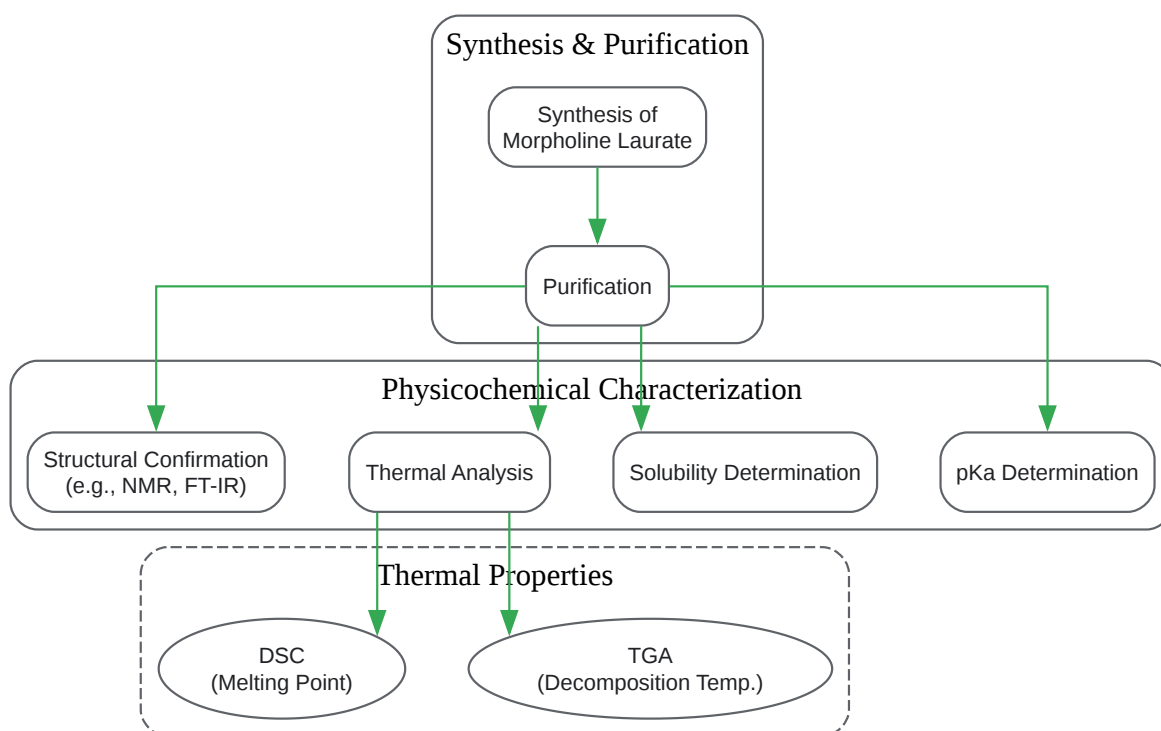 Synthesis & Purification
Synthesis of
Morpholine Laurate
Purification
Physicochemical Characterization
Structural Confirmation
(e.g., NMR, FT-IR)
Thermal Analysis
Solubility Determination
pKa Determination
Thermal Properties
DSC
(Melting Point)
TGA
(Decomposition Temp.)